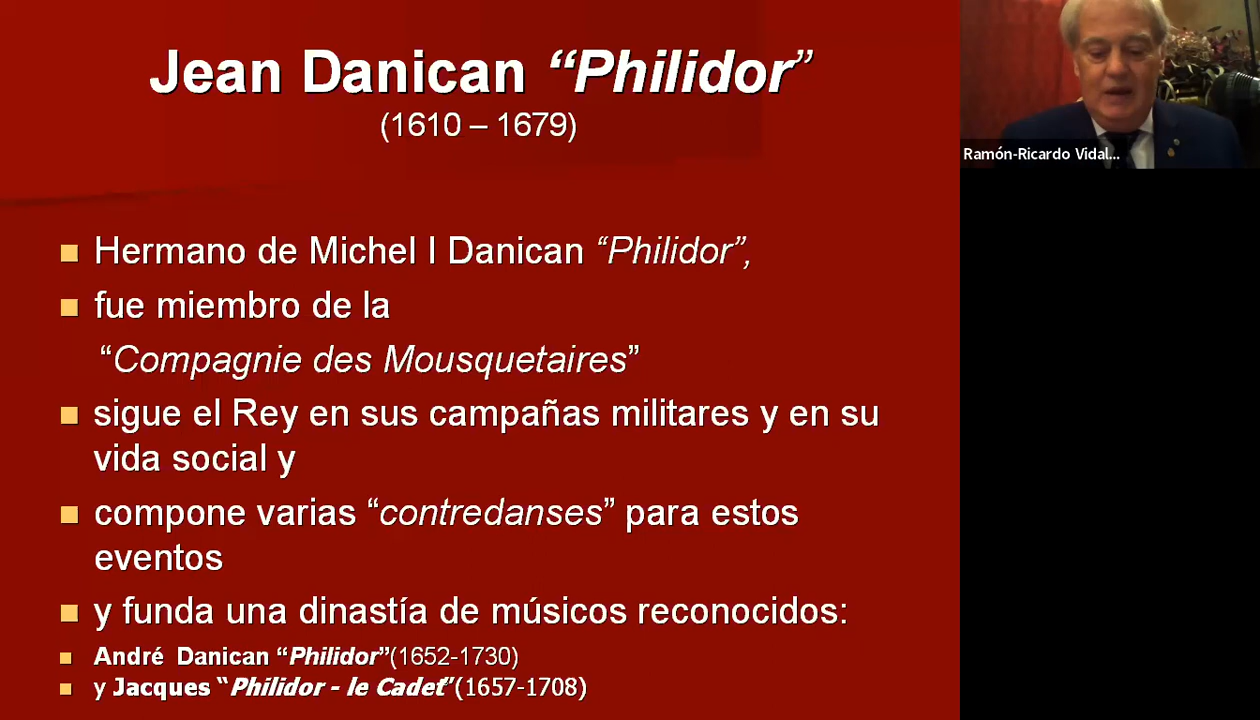 Jean Danican “Philidor”
(1610 – 1679)
Hermano de Michel I Danican “Philidor”,
fue miembro de la
“Compagnie des Mousquetaires”
sigue el Rey en sus campañas militares y en su
vida social y
compone varias “contredanses” para estos
eventos
y funda una dinastía de músicos reconocidos:
André Danican “Philidor”(1652-1730)
y Jacques “Philidor - le Cadet”(1657-1708)
Ramón-Ricardo Vidal...